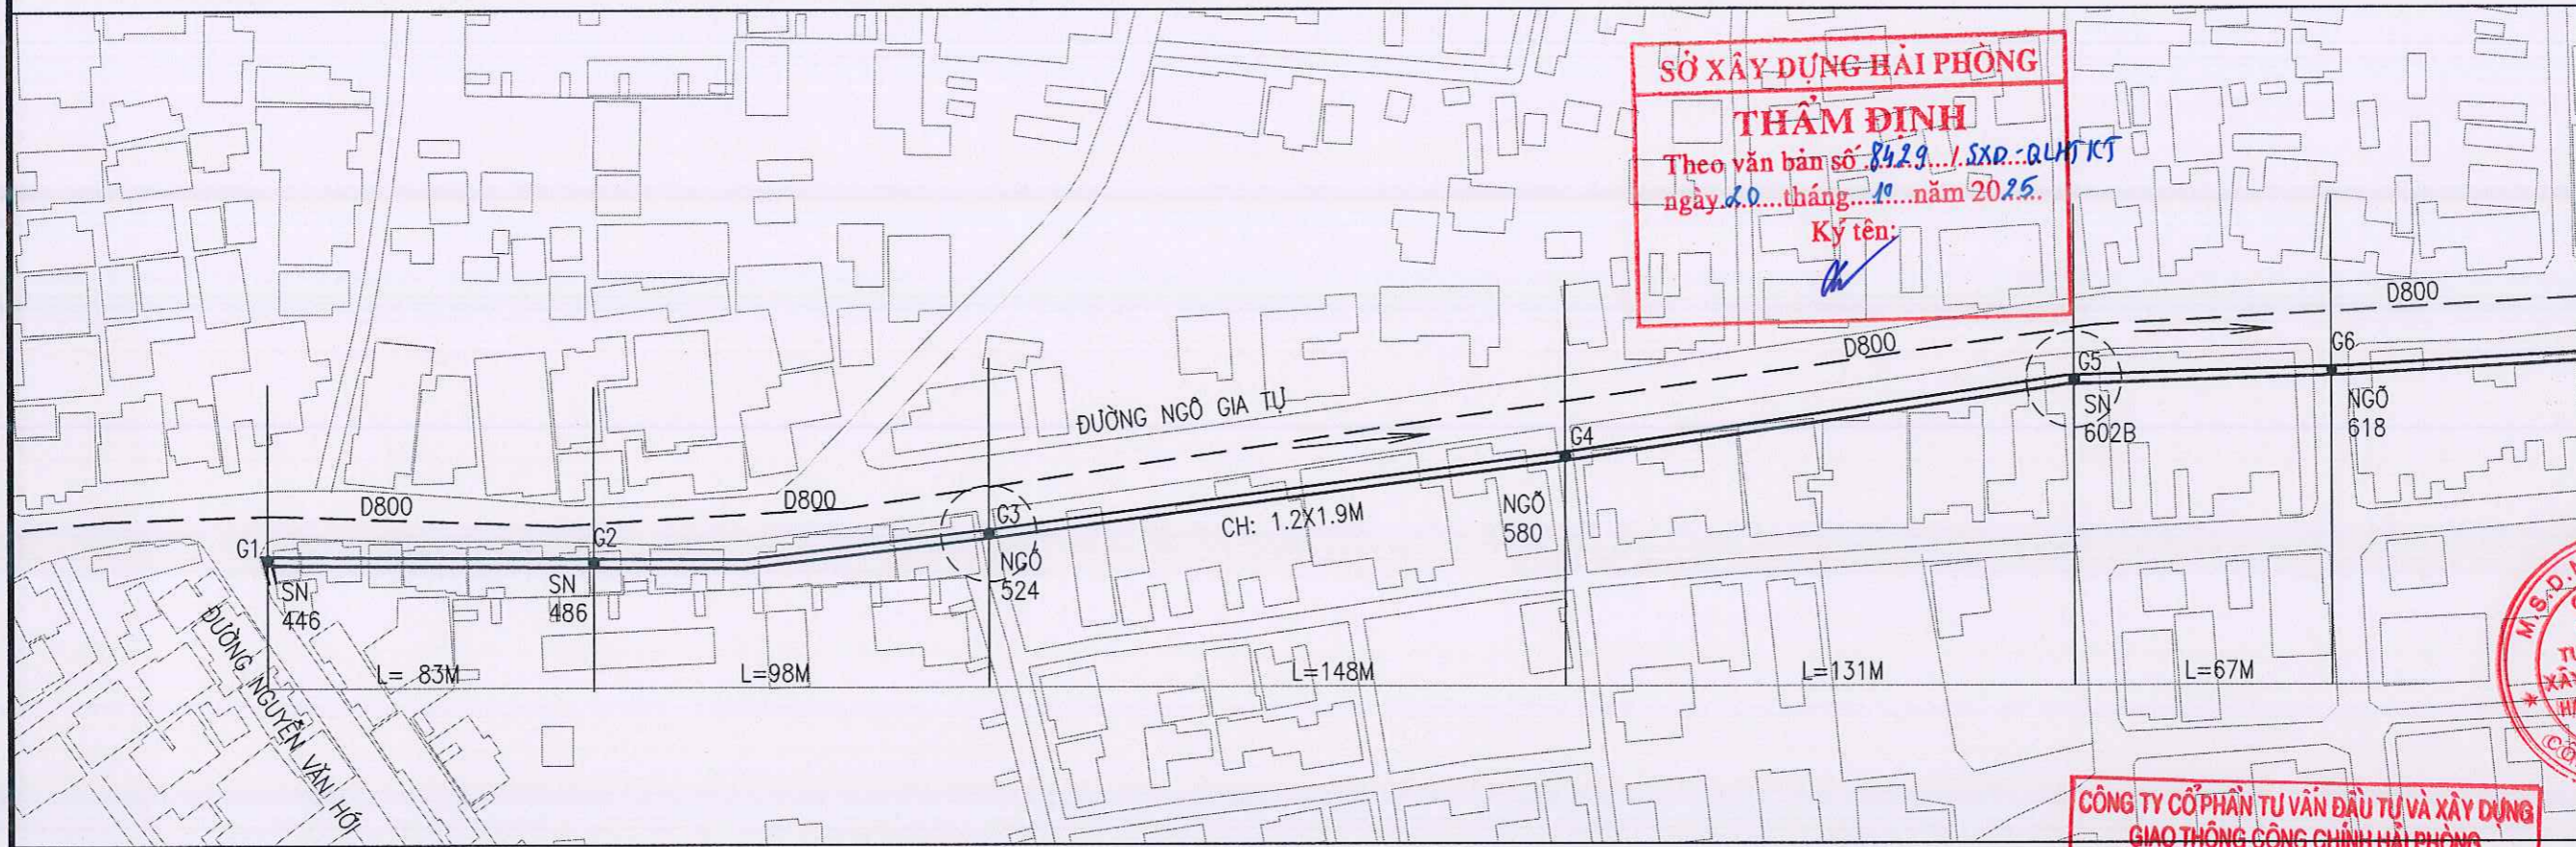 SỞ XÂY DỰNG HẢI PHÒNG
THẨM ĐỊNH
Theo văn bản số 8429 / SXD-QLHTKT
ngày 20 tháng 10 năm 2025
Ký tên:
D800
D800
G6
G5
ĐƯỜNG NGÔ GIA TỰ
SN
602B
NGÕ
618
G4
D800
D800
G3
CH: 1.2X1.9M
NGÕ
580
G1
G2
SN
446
SN
486
NGÕ
524
ĐƯỜNG NGUYỄN VĂN HỚI
L= 83M
L=98M
L=148M
L=131M
L=67M
M.S.D.
CÔNG TY CỔ PHẦN TƯ VẤN ĐẦU TƯ VÀ XÂY DỰNG
GIAO THÔNG CÔNG CHÍNH HẢI PHÒNG